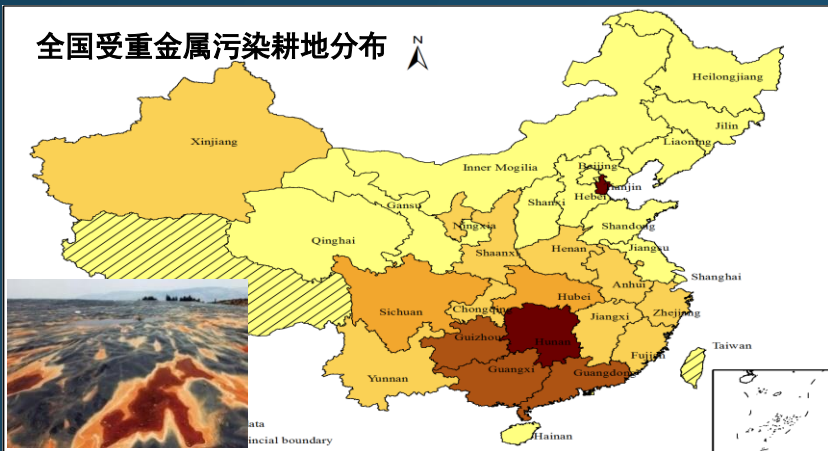 全国受重金属污染耕地分布
N
Heilongjiang
Jilin
Liaoning
Xinjiang
Inner Mogilia
Beijing
Hebei
Shanxi
Gansu
Ningxia
Shandong
Qinghai
Shaanxi
Henan
Jiangsu
Shanghai
Anhui
Hubei
Sichuan
Chongqing
Zhejiang
Jiangxi
Guizhou
Hunan
Taiwan
Fujian
Yunnan
Guangxi
Guangdong
Hainan
boundary